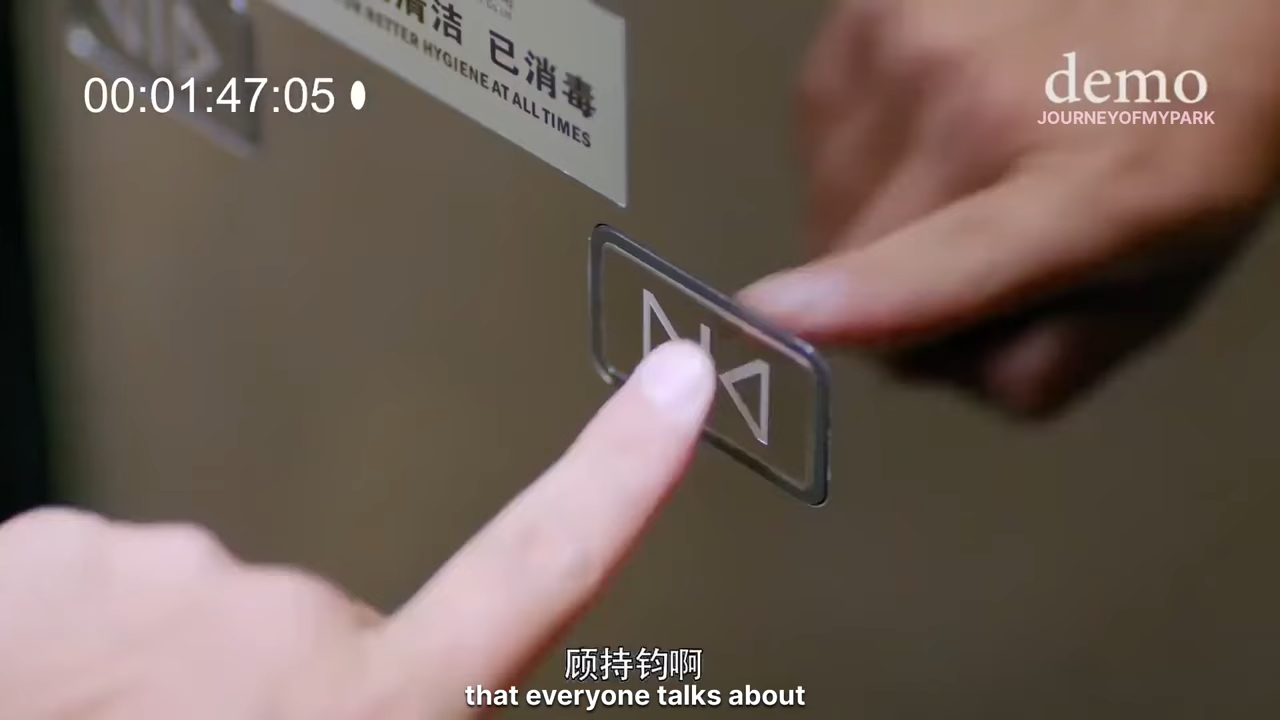 清洁 已消毒
BETTER HYGIENE AT ALL TIMES
00:01:47:05
demo
JOURNEYOFMYPARK
顾持钧啊
that everyone talks about